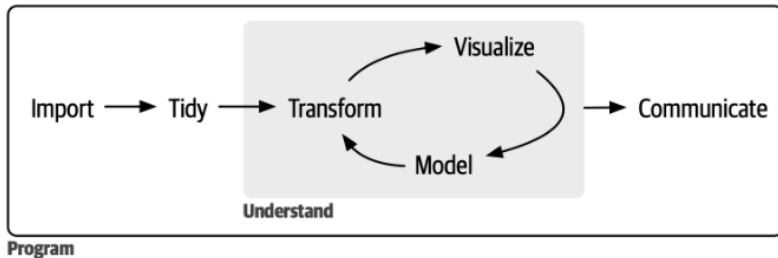 Visualize
Import
Tidy
Transform
Communicate
Model
Understand
Program